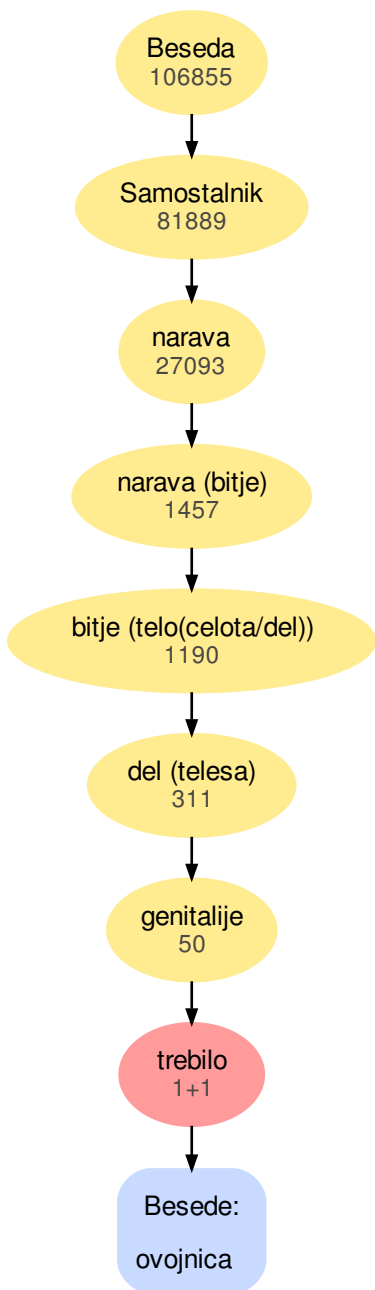 Beseda
106855
Samostalnik
81889
narava
27093
narava (bitje)
1457
bitje (telo(celota/del))
1190
del (telesa)
311
genitalije
50
trebilo
1+1
Besede:
ovojnica